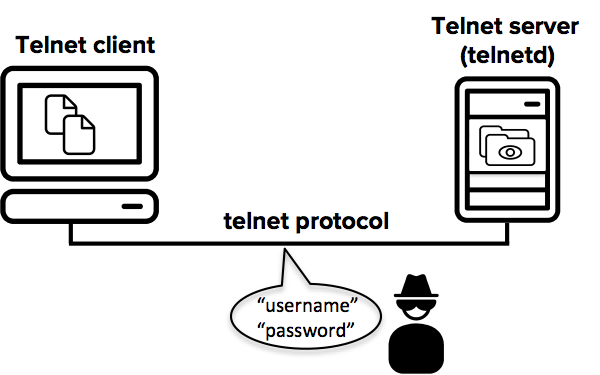 Telnet client
Telnet server
(telnetd)
telnet protocol
“username”
“password”